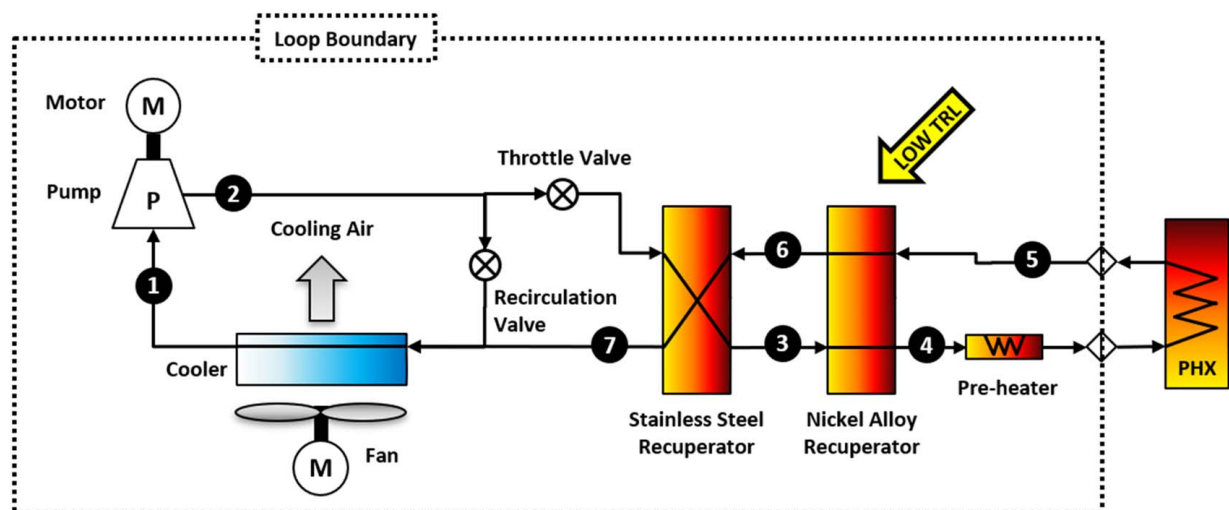 Loop Boundary
Motor
M
LOW TRL
Throttle Valve
Pump
P
2
Cooling Air
6
5
1
Recirculation
Valve
7
3
4
Cooler
PHX
Pre-heater
Stainless Steel
Recuperator
Nickel Alloy
Recuperator
Fan
M